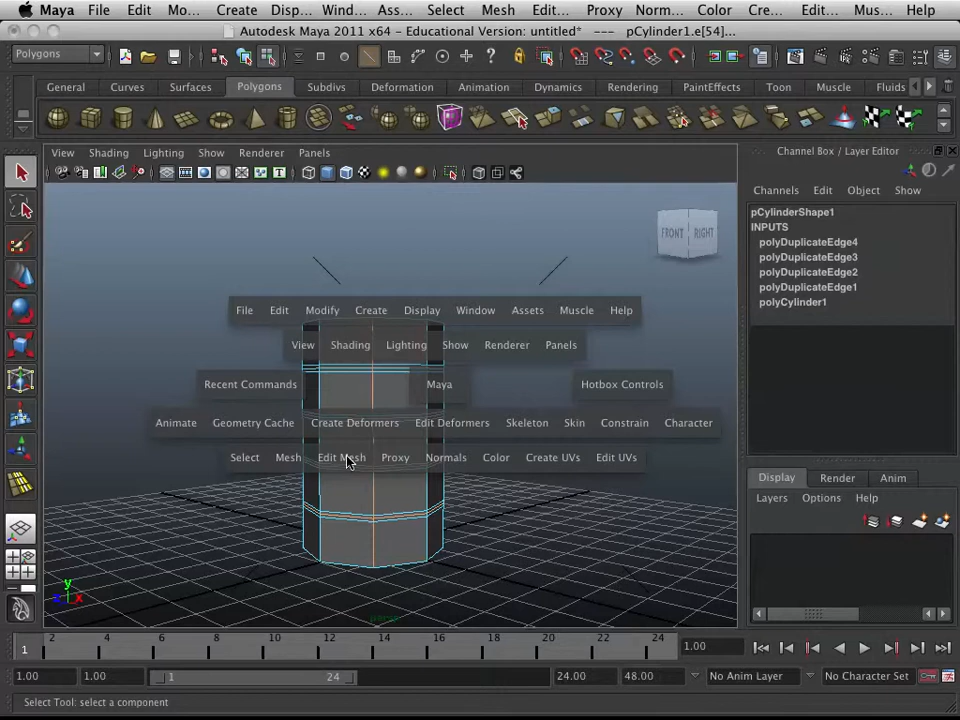 Maya File Edit Mo... Create Disp... Wind... Ass... Select Mesh Edit... Proxy Norma... Color Cre... Edit... Mus... Help
Autodesk Maya 2011 x64 - Educational Version: untitled* --- pCylinder1.e[54]...
Polygons
General Curves Surfaces Polygons Subdivs Deformation Animation Dynamics Rendering PaintEffects Toon Muscle Fluids
View Shading Lighting Show Renderer Panels
Channel Box / Layer Editor
Channels Edit Object Show
pCylinderShape1
INPUTS
polyDuplicateEdge4
polyDuplicateEdge3
polyDuplicateEdge2
polyDuplicateEdge1
polyCylinder1
FRONT RIGHT
File Edit Modify Create Display Window Assets Muscle Help
View Shading Lighting Show Renderer Panels
Recent Commands Maya Hotbox Controls
Animate Geometry Cache Create Deformers Edit Deformers Skeleton Skin Constrain Character
Select Mesh Edit Mesh Proxy Normals Color Create UVs Edit UVs
Display Render Anim
Layers Options Help
y
z x
persp
1 2 4 6 8 10 12 14 16 18 20 22 24 1.00
1.00 1.00 1 24 24.00 48.00 No Anim Layer No Character Set
Select Tool: select a component